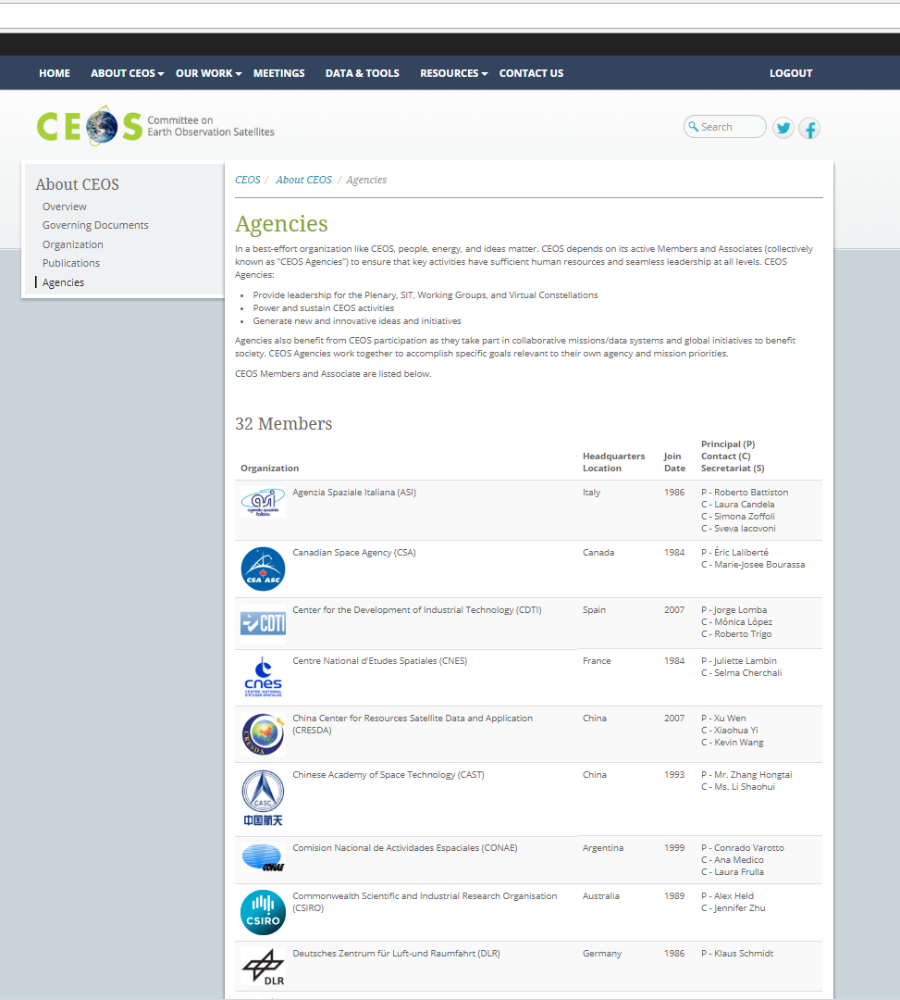 HOME ABOUT CEOS OUR WORK MEETINGS DATA & TOOLS RESOURCES CONTACT US LOGOUT
CEOS Committee on
Earth Observation Satellites
Search
About CEOS
Overview
Governing Documents
Organization
Publications
Agencies
CEOS / About CEOS / Agencies
Agencies
In a best-effort organization like CEOS, people, energy, and ideas matter. CEOS depends on its active Members and Associates (collectively
known as "CEOS Agencies") to ensure that key activities have sufficient human resources and seamless leadership at all levels. CEOS
Agencies:
• Provide leadership for the Plenary, SIT, Working Groups, and Virtual Constellations
• Power and sustain CEOS activities
• Generate new and innovative ideas and initiatives
Agencies also benefit from CEOS participation as they take part in collaborative missions/data systems and global initiatives to benefit
society. CEOS Agencies work together to accomplish specific goals relevant to their own agency and mission priorities.
CEOS Members and Associate are listed below.
32 Members
Organization
Headquarters
Location
Join
Date
Principal (P)
Contact (C)
Secretariat (S)
asi
agenzia spaziale
italiana
Agenzia Spaziale Italiana (ASI) Italy 1986 P - Roberto Battiston
C - Laura Candela
C - Simona Zoffoli
C - Sveva Iacovoni
CSA ASC
Canadian Space Agency (CSA) Canada 1984 P - Éric Laliberté
C - Marie-Josee Bourassa
CDTI
Center for the Development of Industrial Technology (CDTI) Spain 2007 P - Jorge Lomba
C - Mónica López
C - Roberto Trigo
cnes
CENTRE NATIONAL
D'ETUDES SPATIALES
Centre National d'Etudes Spatiales (CNES) France 1984 P - Juliette Lambin
C - Selma Cherchali
CRESDA
China Center for Resources Satellite Data and Application
(CRESDA)
China 2007 P - Xu Wen
C - Xiaohua Yi
C - Kevin Wang
CASC
中国航天
Chinese Academy of Space Technology (CAST) China 1993 P - Mr. Zhang Hongtai
C - Ms. Li Shaohui
CONAE
Comision Nacional de Actividades Espaciales (CONAE) Argentina 1999 P - Conrado Varotto
C - Ana Medico
C - Laura Frulla
CSIRO
Commonwealth Scientific and Industrial Research Organisation
(CSIRO)
Australia 1989 P - Alex Held
C - Jennifer Zhu
DLR
Deutsches Zentrum für Luft-und Raumfahrt (DLR) Germany 1986 P - Klaus Schmidt